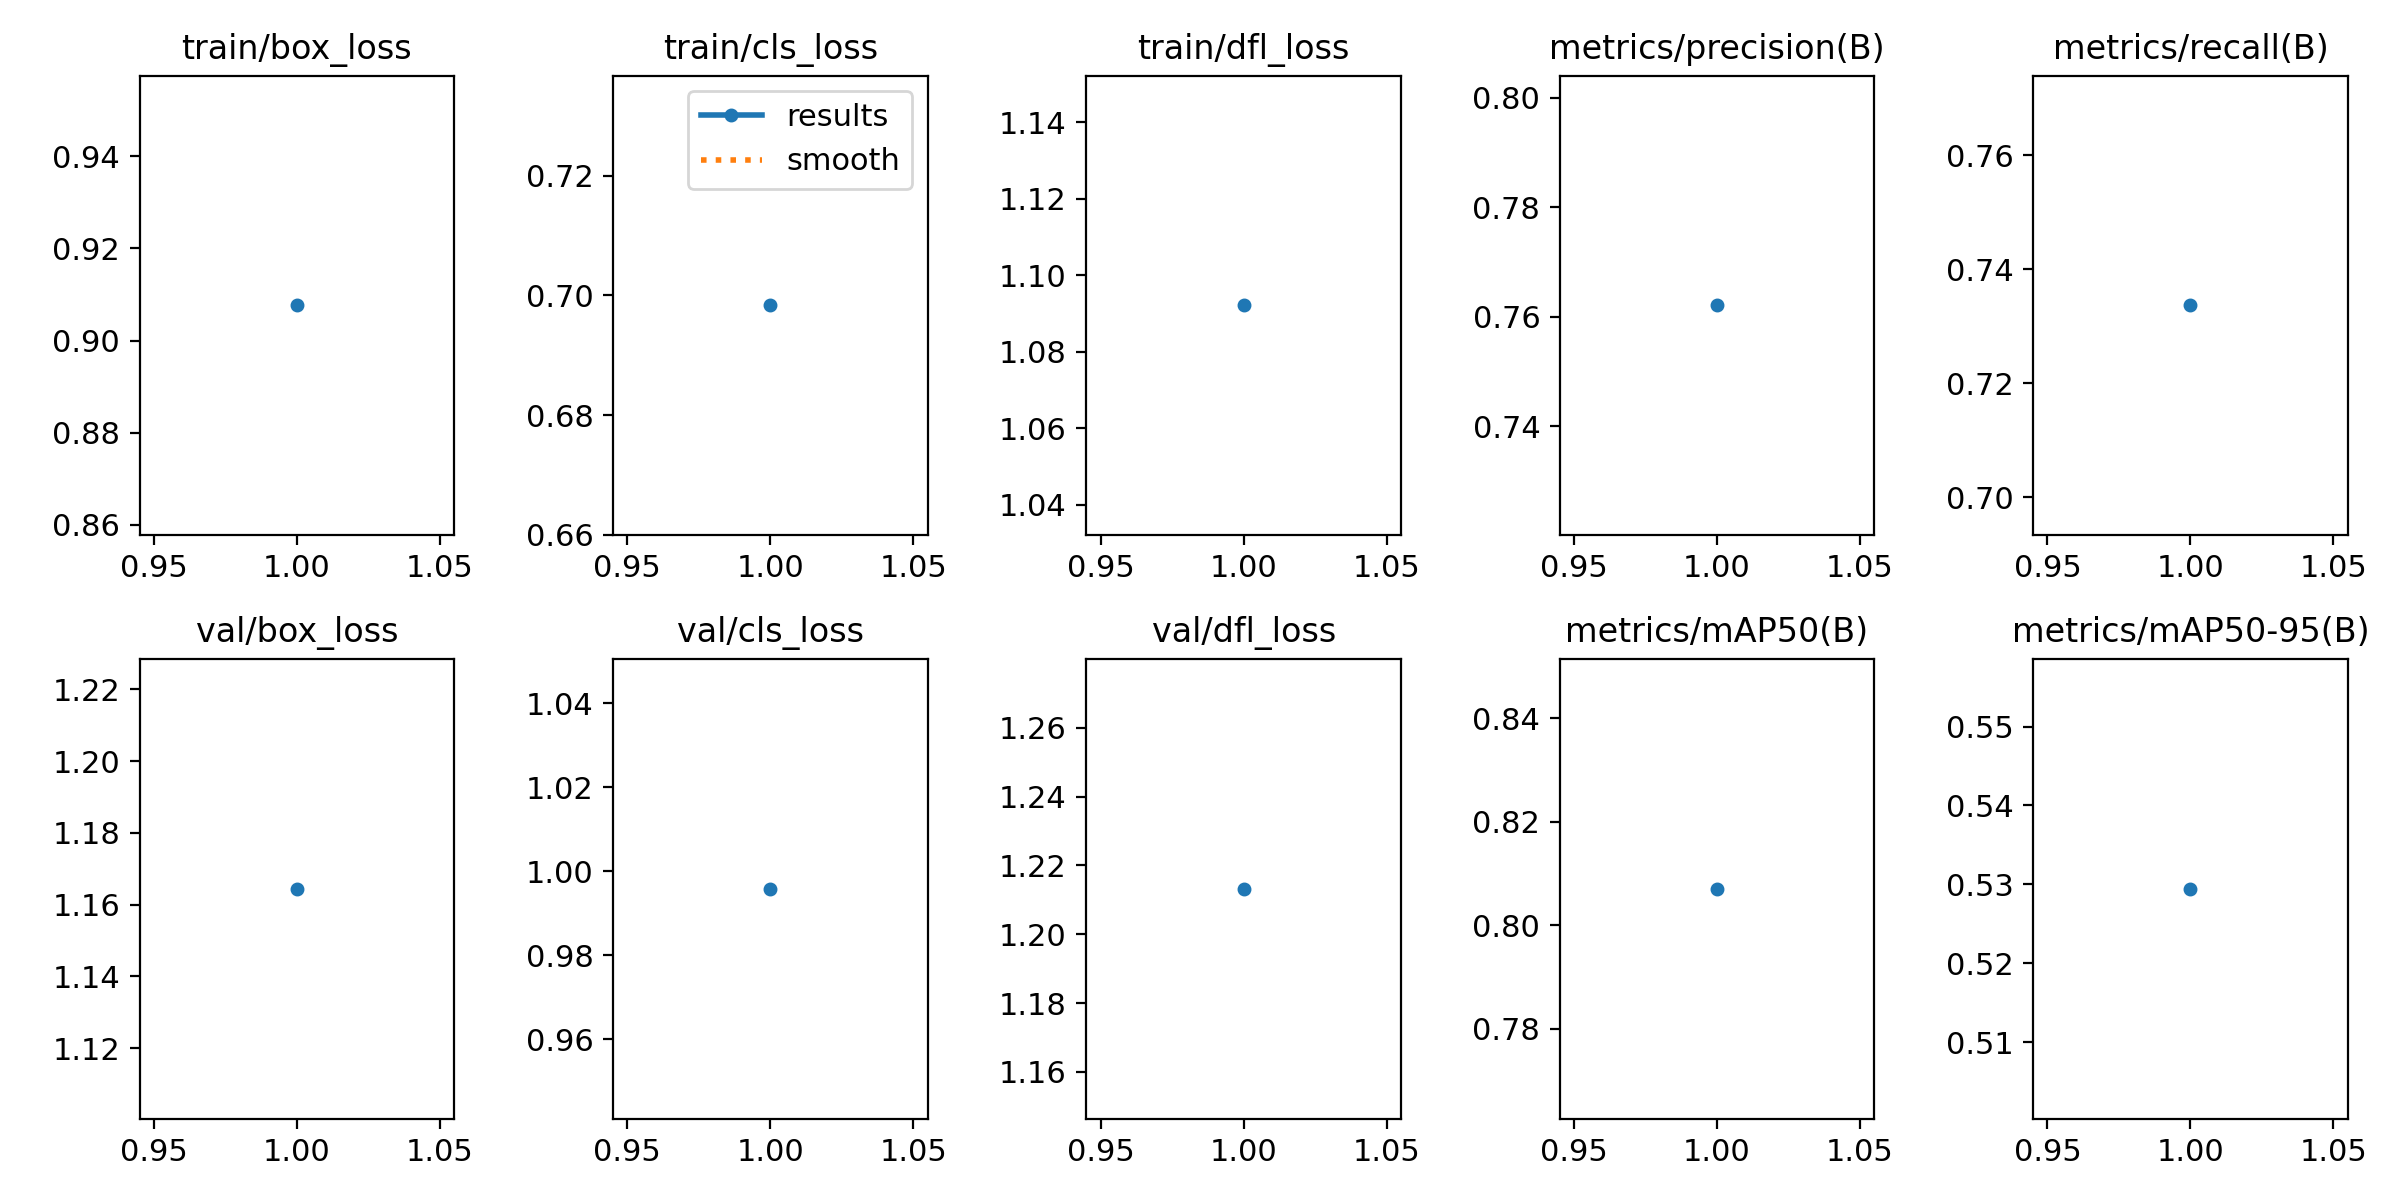 train/box_loss
0.94
0.92
0.90
0.88
0.86
0.95 1.00 1.05
train/cls_loss
results
smooth
0.72
0.70
0.68
0.66
0.95 1.00 1.05
train/dfl_loss
1.14
1.12
1.10
1.08
1.06
1.04
0.95 1.00 1.05
metrics/precision(B)
0.80
0.78
0.76
0.74
0.95 1.00 1.05
metrics/recall(B)
0.76
0.74
0.72
0.70
0.95 1.00 1.05
val/box_loss
1.22
1.20
1.18
1.16
1.14
1.12
0.95 1.00 1.05
val/cls_loss
1.04
1.02
1.00
0.98
0.96
0.95 1.00 1.05
val/dfl_loss
1.26
1.24
1.22
1.20
1.18
1.16
0.95 1.00 1.05
metrics/mAP50(B)
0.84
0.82
0.80
0.78
0.95 1.00 1.05
metrics/mAP50-95(B)
0.55
0.54
0.53
0.52
0.51
0.95 1.00 1.05